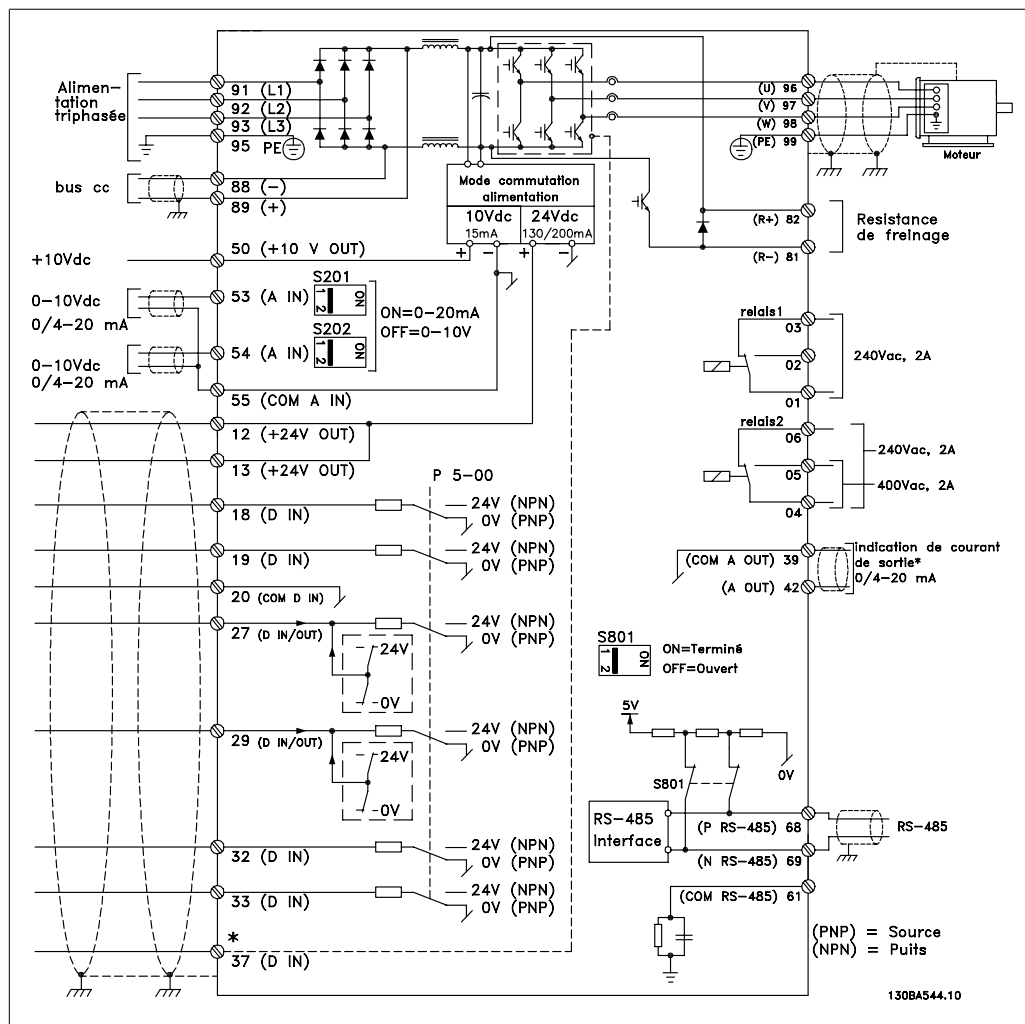 Alimen-
tation
triphasée
91 (L1)
92 (L2)
93 (L3)
95 PE
bus cc
88 (−)
89 (+)
Mode commutation
alimentation
10Vdc
15mA
24Vdc
130/200mA
+ − + −
+10Vdc
50 (+10 V OUT)
0−10Vdc
0/4−20 mA
53 (A IN)
S201
1 2
ON
ON=0−20mA
OFF=0−10V
S202
1 2
ON
0−10Vdc
0/4−20 mA
54 (A IN)
55 (COM A IN)
12 (+24V OUT)
13 (+24V OUT)
P 5-00
18 (D IN)
24V (NPN)
0V (PNP)
19 (D IN)
24V (NPN)
0V (PNP)
20 (COM D IN)
27 (D IN/OUT)
24V (NPN)
0V (PNP)
24V
0V
29 (D IN/OUT)
24V (NPN)
0V (PNP)
24V
0V
32 (D IN)
24V (NPN)
0V (PNP)
33 (D IN)
24V (NPN)
0V (PNP)
*
37 (D IN)
(U) 96
(V) 97
(W) 98
(PE) 99
Moteur
(R+) 82
(R−) 81
Resistance
de freinage
relais1
03
02
01
240Vac, 2A
relais2
06
05
04
240Vac, 2A
400Vac, 2A
(COM A OUT) 39
(A OUT) 42
indication de courant
de sortie*
0/4−20 mA
S801
1 2
ON
ON=Terminé
OFF=Ouvert
5V
0V
S801
RS-485
Interface
(P RS-485) 68
(N RS-485) 69
RS-485
(COM RS-485) 61
(PNP) = Source
(NPN) = Puits
130BA544.10